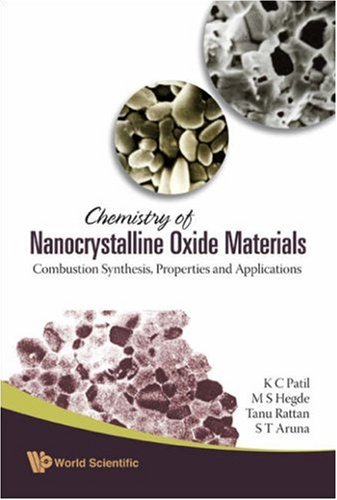 Chemistry of
Nanocrystalline Oxide Materials
Combustion Synthesis, Properties and Applications
K C Patil
M S Hegde
Tanu Rattan
S T Aruna
World Scientific